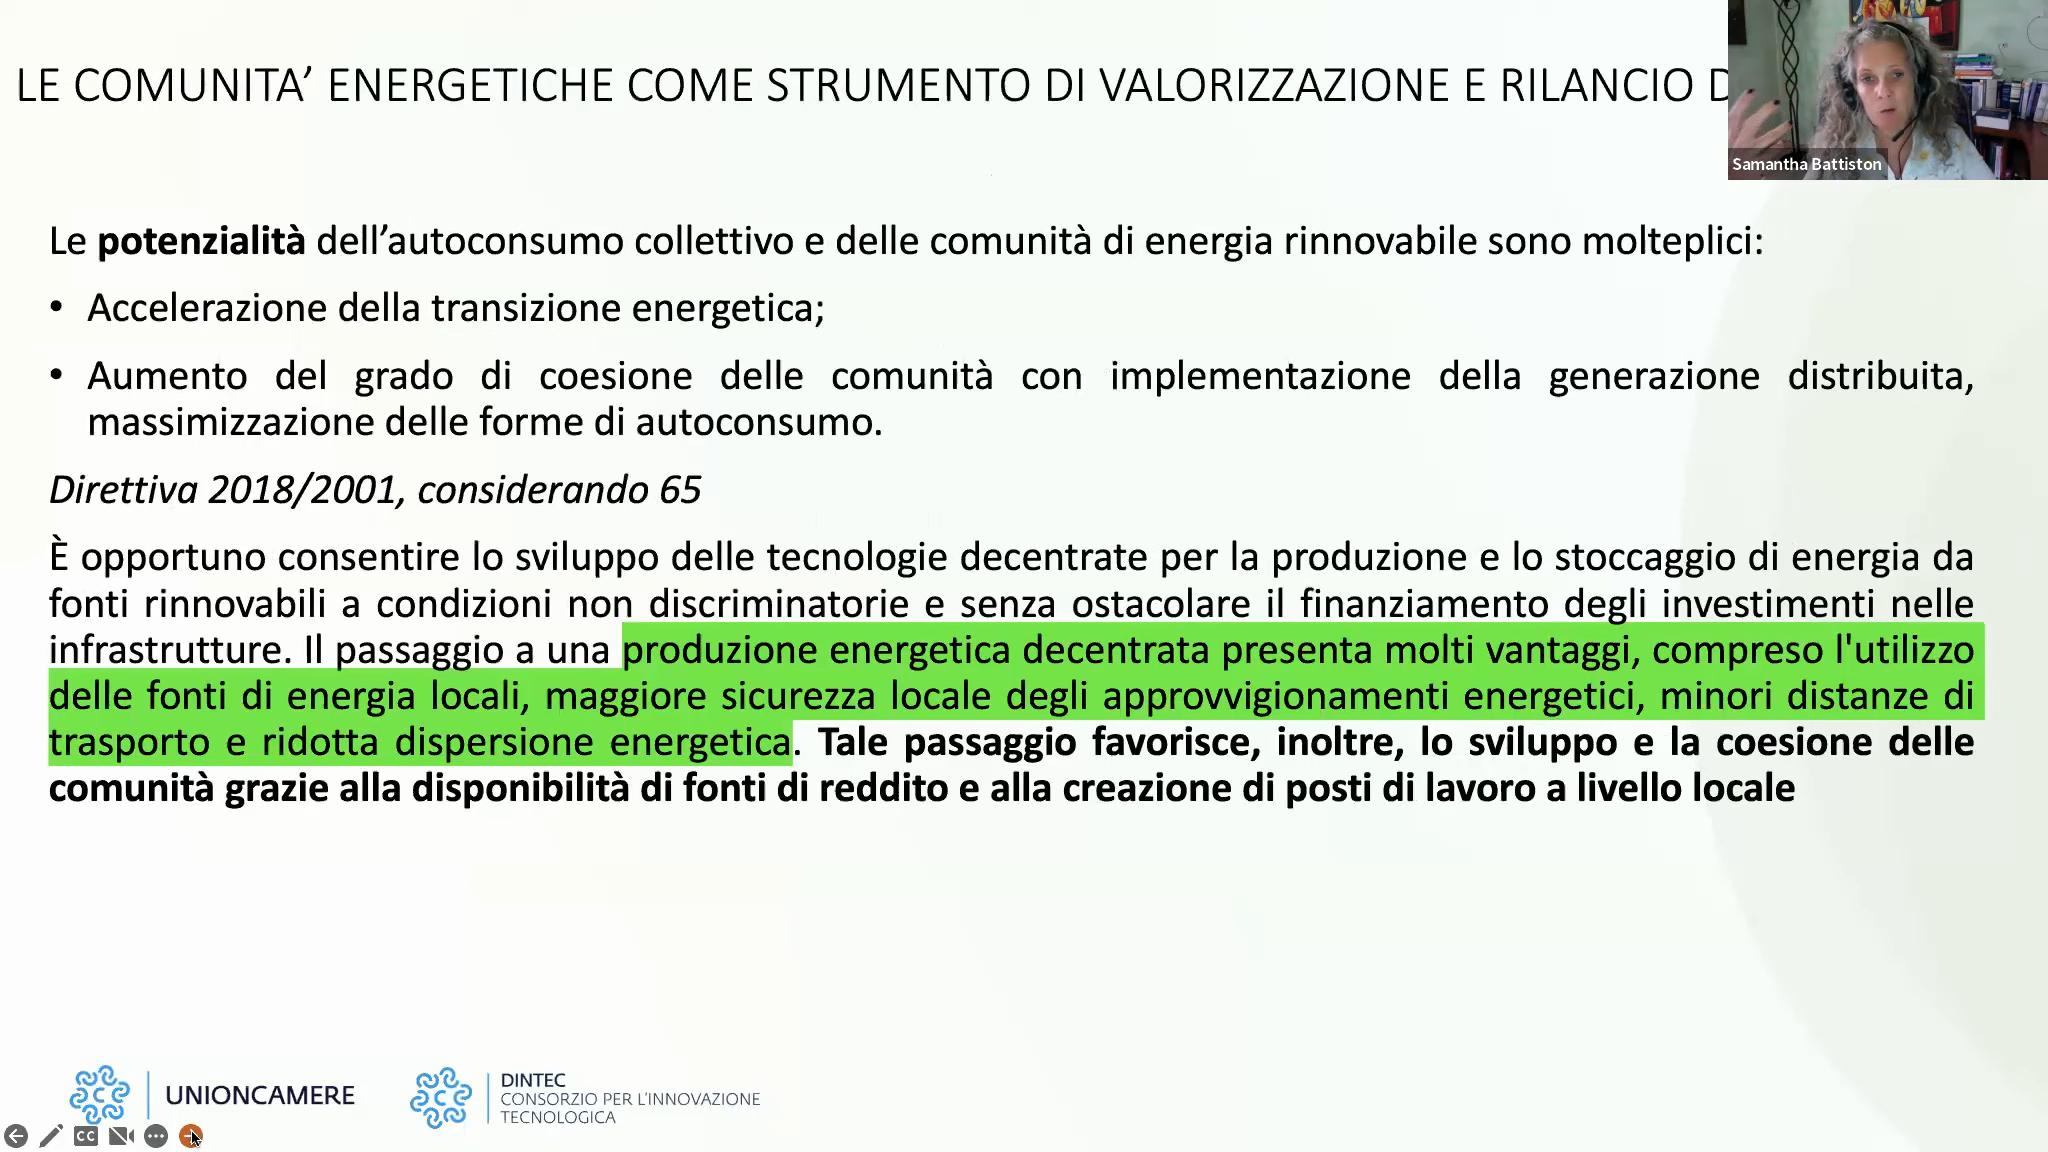 LE COMUNITA’ ENERGETICHE COME STRUMENTO DI VALORIZZAZIONE E RILANCIO
Samantha Battiston
Le potenzialità dell’autoconsumo collettivo e delle comunità di energia rinnovabile sono molteplici:
• Accelerazione della transizione energetica;
• Aumento del grado di coesione delle comunità con implementazione della generazione distribuita,
massimizzazione delle forme di autoconsumo.
Direttiva 2018/2001, considerando 65
È opportuno consentire lo sviluppo delle tecnologie decentrate per la produzione e lo stoccaggio di energia da
fonti rinnovabili a condizioni non discriminatorie e senza ostacolare il finanziamento degli investimenti nelle
infrastrutture. Il passaggio a una produzione energetica decentrata presenta molti vantaggi, compreso l'utilizzo
delle fonti di energia locali, maggiore sicurezza locale degli approvvigionamenti energetici, minori distanze di
trasporto e ridotta dispersione energetica. Tale passaggio favorisce, inoltre, lo sviluppo e la coesione delle
comunità grazie alla disponibilità di fonti di reddito e alla creazione di posti di lavoro a livello locale
UNIONCAMERE
DINTEC
CONSORZIO PER L'INNOVAZIONE
TECNOLOGICA
CC